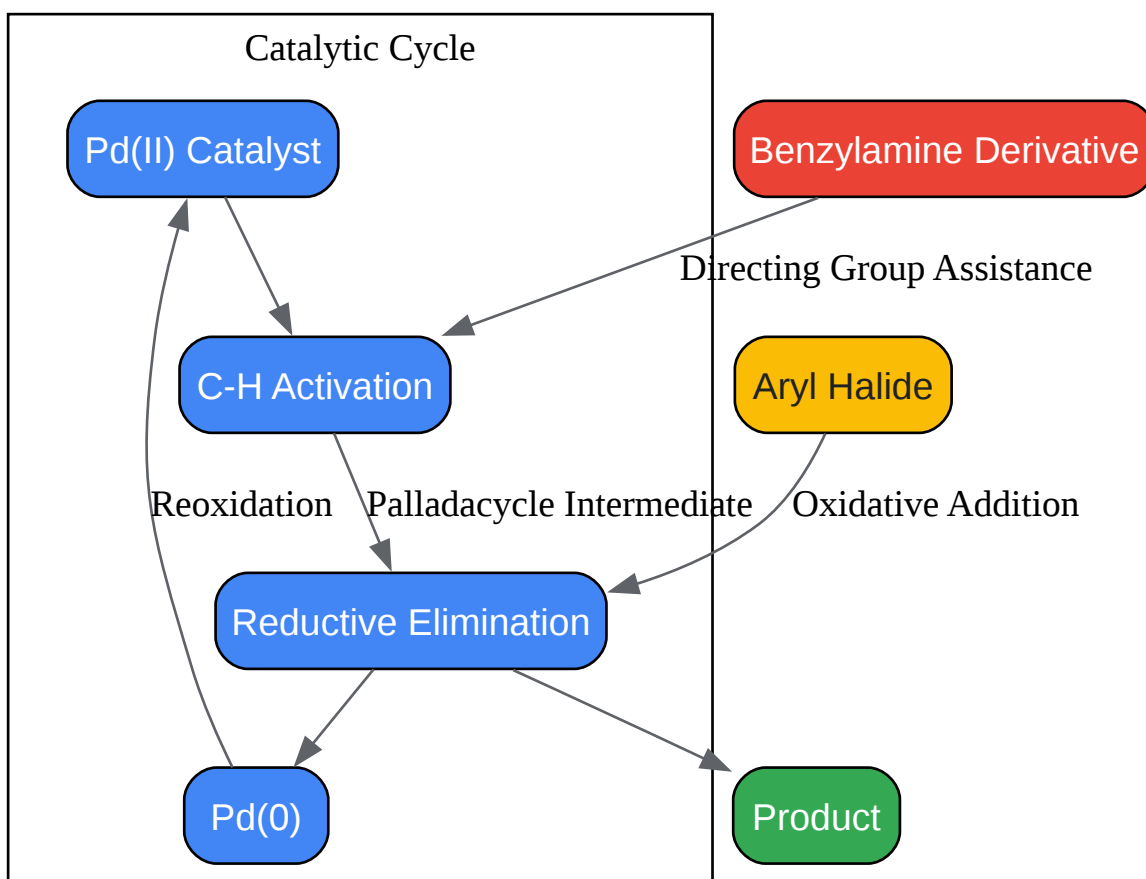 Catalytic Cycle
Pd(II) Catalyst
Benzylamine Derivative
Directing Group Assistance
C-H Activation
Aryl Halide
Reoxidation
Palladacycle Intermediate
Oxidative Addition
Reductive Elimination
Pd(0)
Product